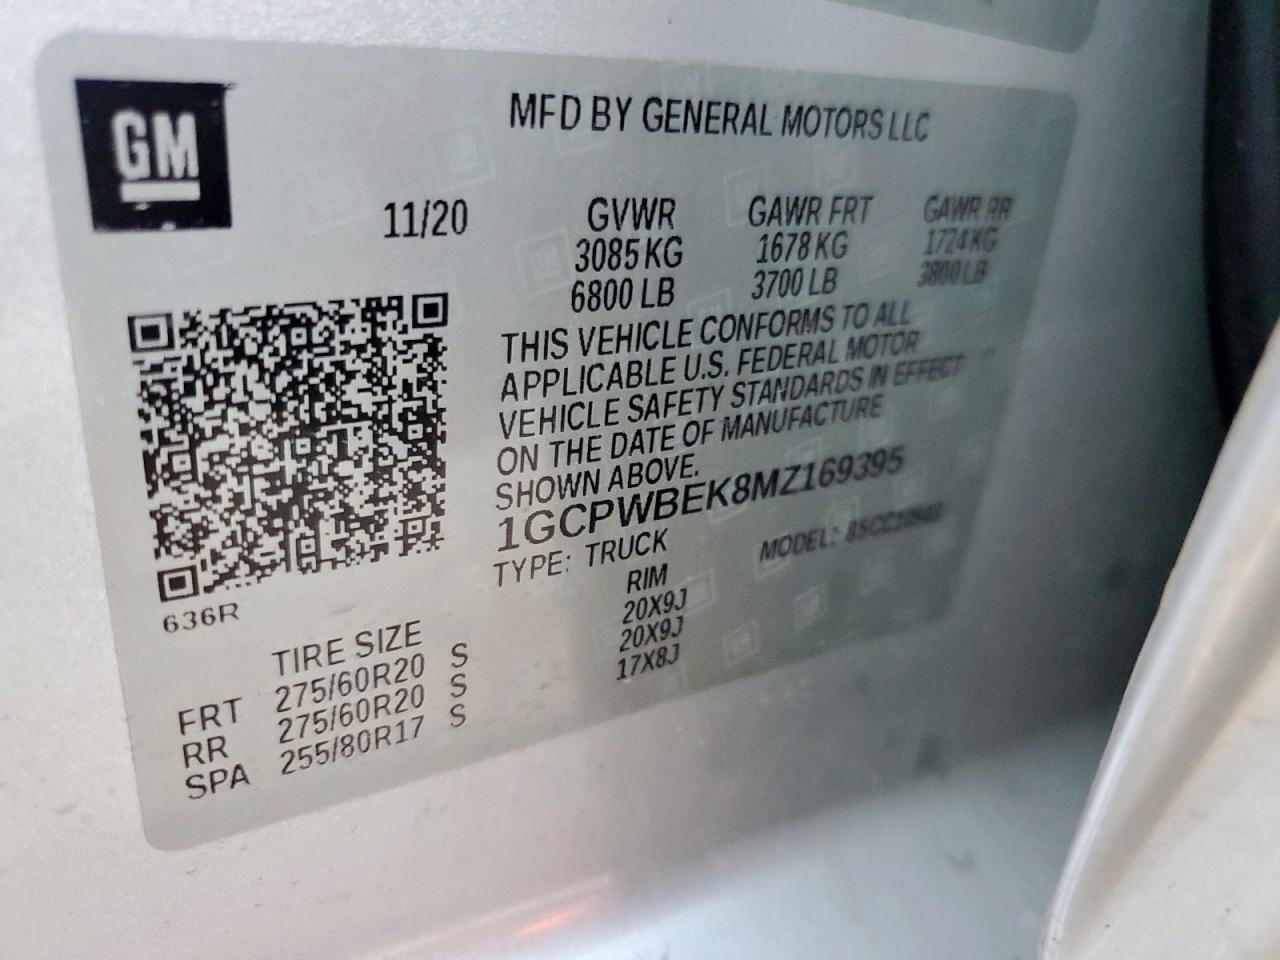 GM
MFD BY GENERAL MOTORS LLC
11/20 GVWR GAWR FRT GAWR RR
3085 KG 1678 KG 1724 KG
6800 LB 3700 LB 3800 LB
THIS VEHICLE CONFORMS TO ALL
APPLICABLE U.S. FEDERAL MOTOR
VEHICLE SAFETY STANDARDS IN EFFECT
ON THE DATE OF MANUFACTURE
SHOWN ABOVE.
1GCPWBEK8MZ169395
TYPE: TRUCK MODEL:
636R
TIRE SIZE RIM
FRT 275/60R20 S 20X9J
RR 275/60R20 S 20X9J
SPA 255/80R17 S 17X8J